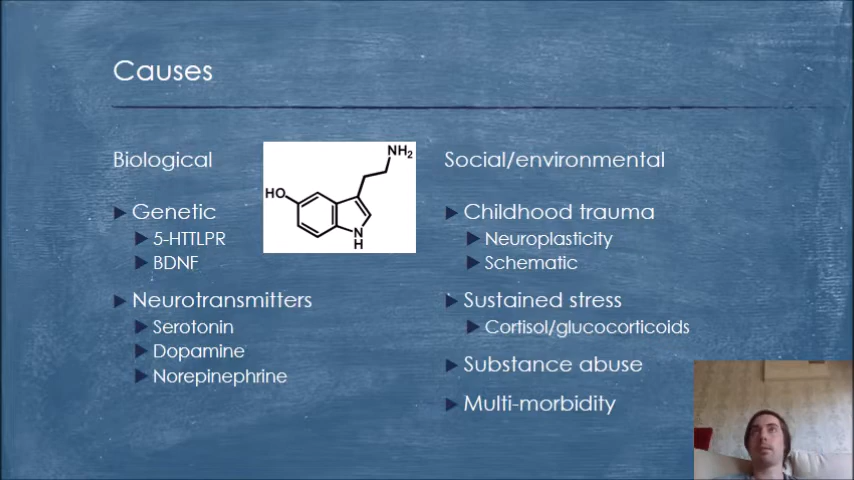 Causes
Biological
Genetic
5-HTTLPR
BDNF
Neurotransmitters
Serotonin
Dopamine
Norepinephrine
HO
NH2
N
H
Social/environmental
Childhood trauma
Neuroplasticity
Schematic
Sustained stress
Cortisol/glucocorticoids
Substance abuse
Multi-morbidity